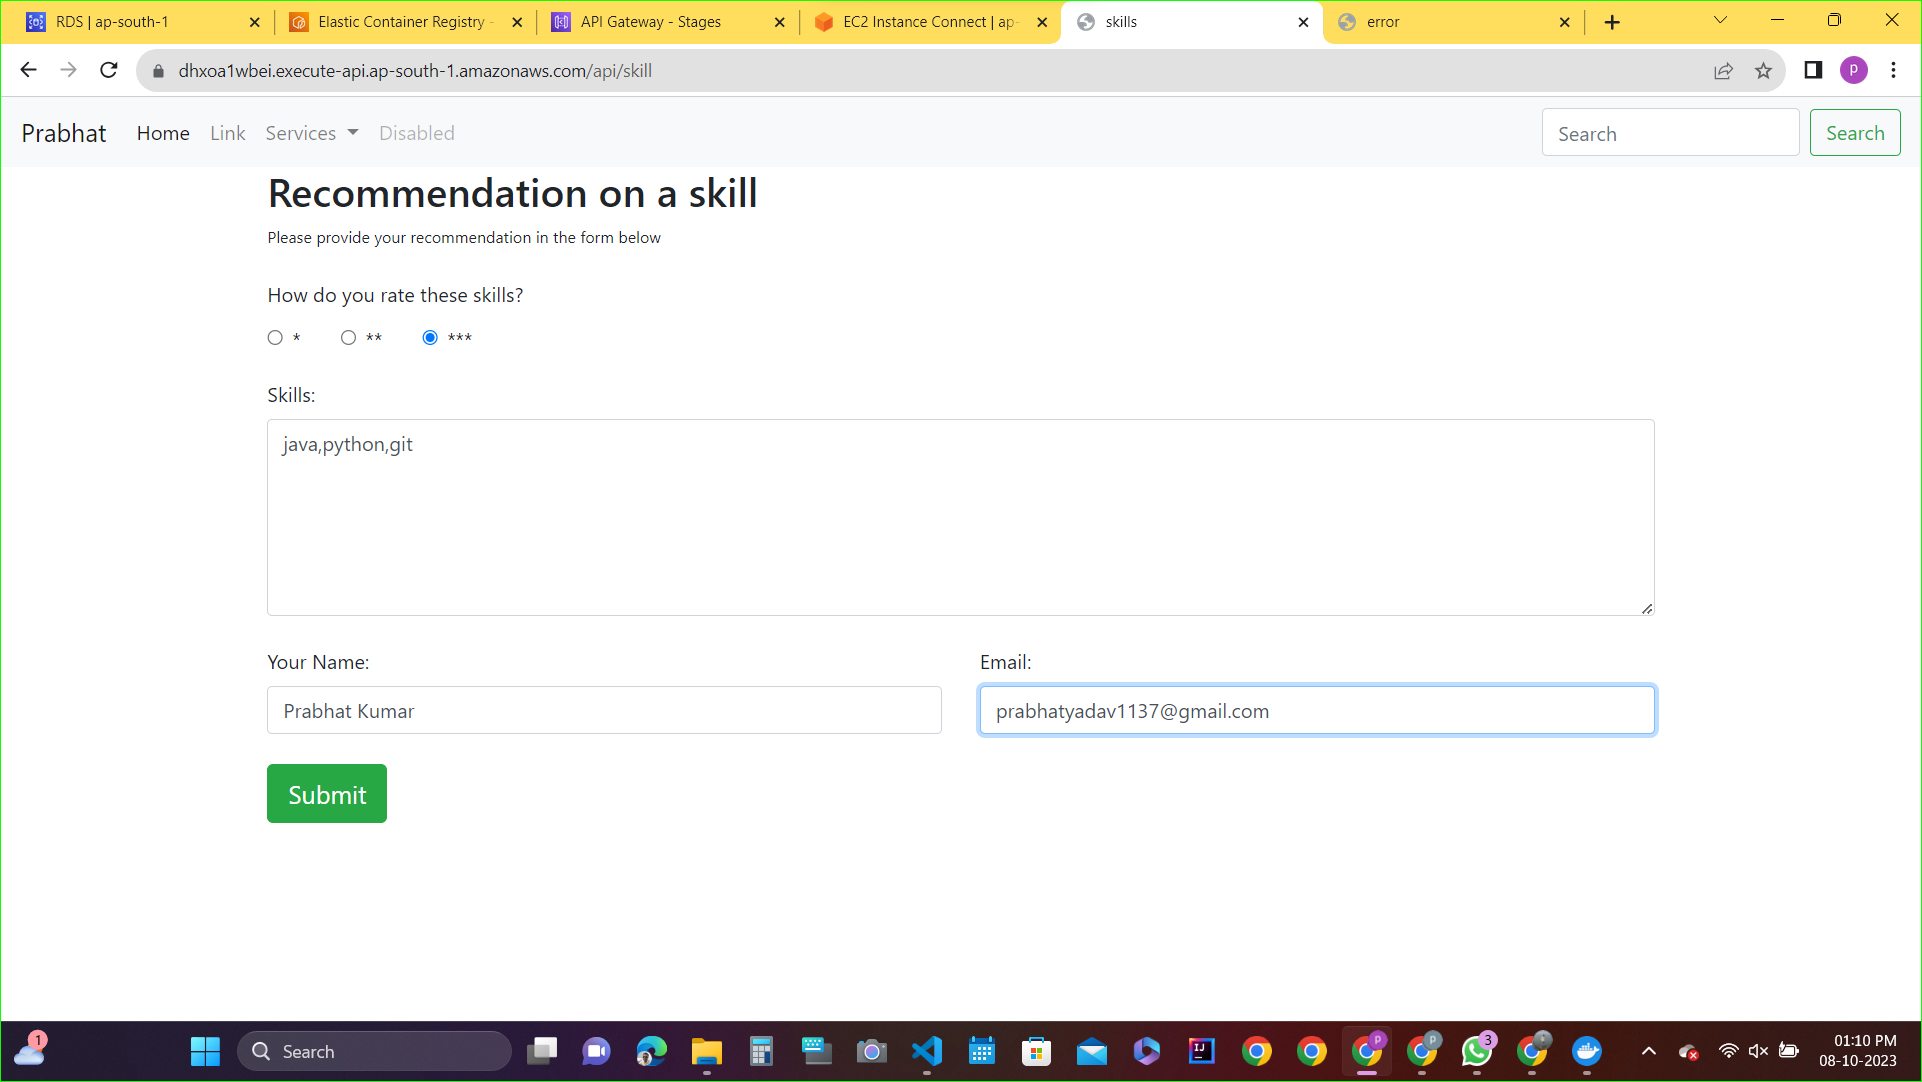 RDS | ap-south-1
Elastic Container Registry -
API Gateway - Stages
EC2 Instance Connect | ap-
skills
error
dhxoa1wbei.execute-api.ap-south-1.amazonaws.com/api/skill
P
Prabhat Home Link Services Disabled Search Search
Recommendation on a skill
Please provide your recommendation in the form below
How do you rate these skills?
* ** ***
Skills:
java,python,git
Your Name: Email:
Prabhat Kumar prabhatyadav1137@gmail.com
Submit
1
Search
IJ
P
P
3
01:10 PM
08-10-2023